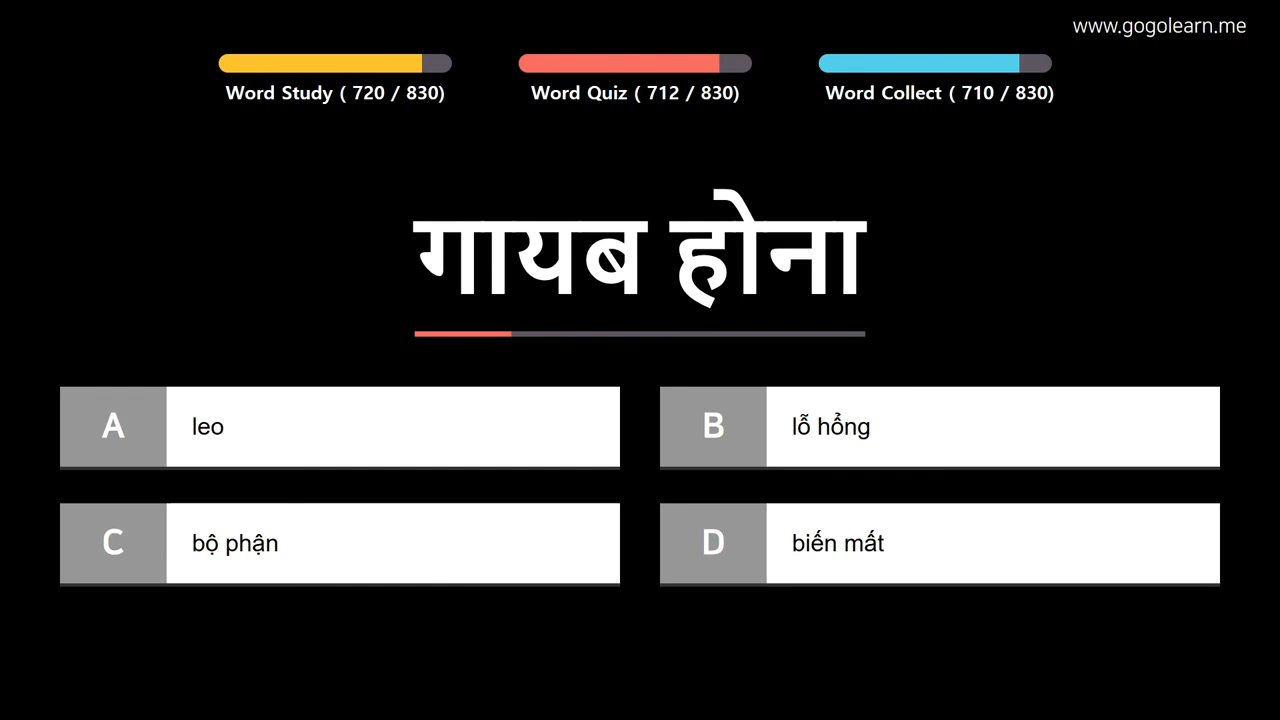 www.gogolearn.me
Word Study ( 720 / 830)
Word Quiz ( 712 / 830)
Word Collect ( 710 / 830)
गायब होना
A leo
B lỗ hổng
C bộ phận
D biến mất